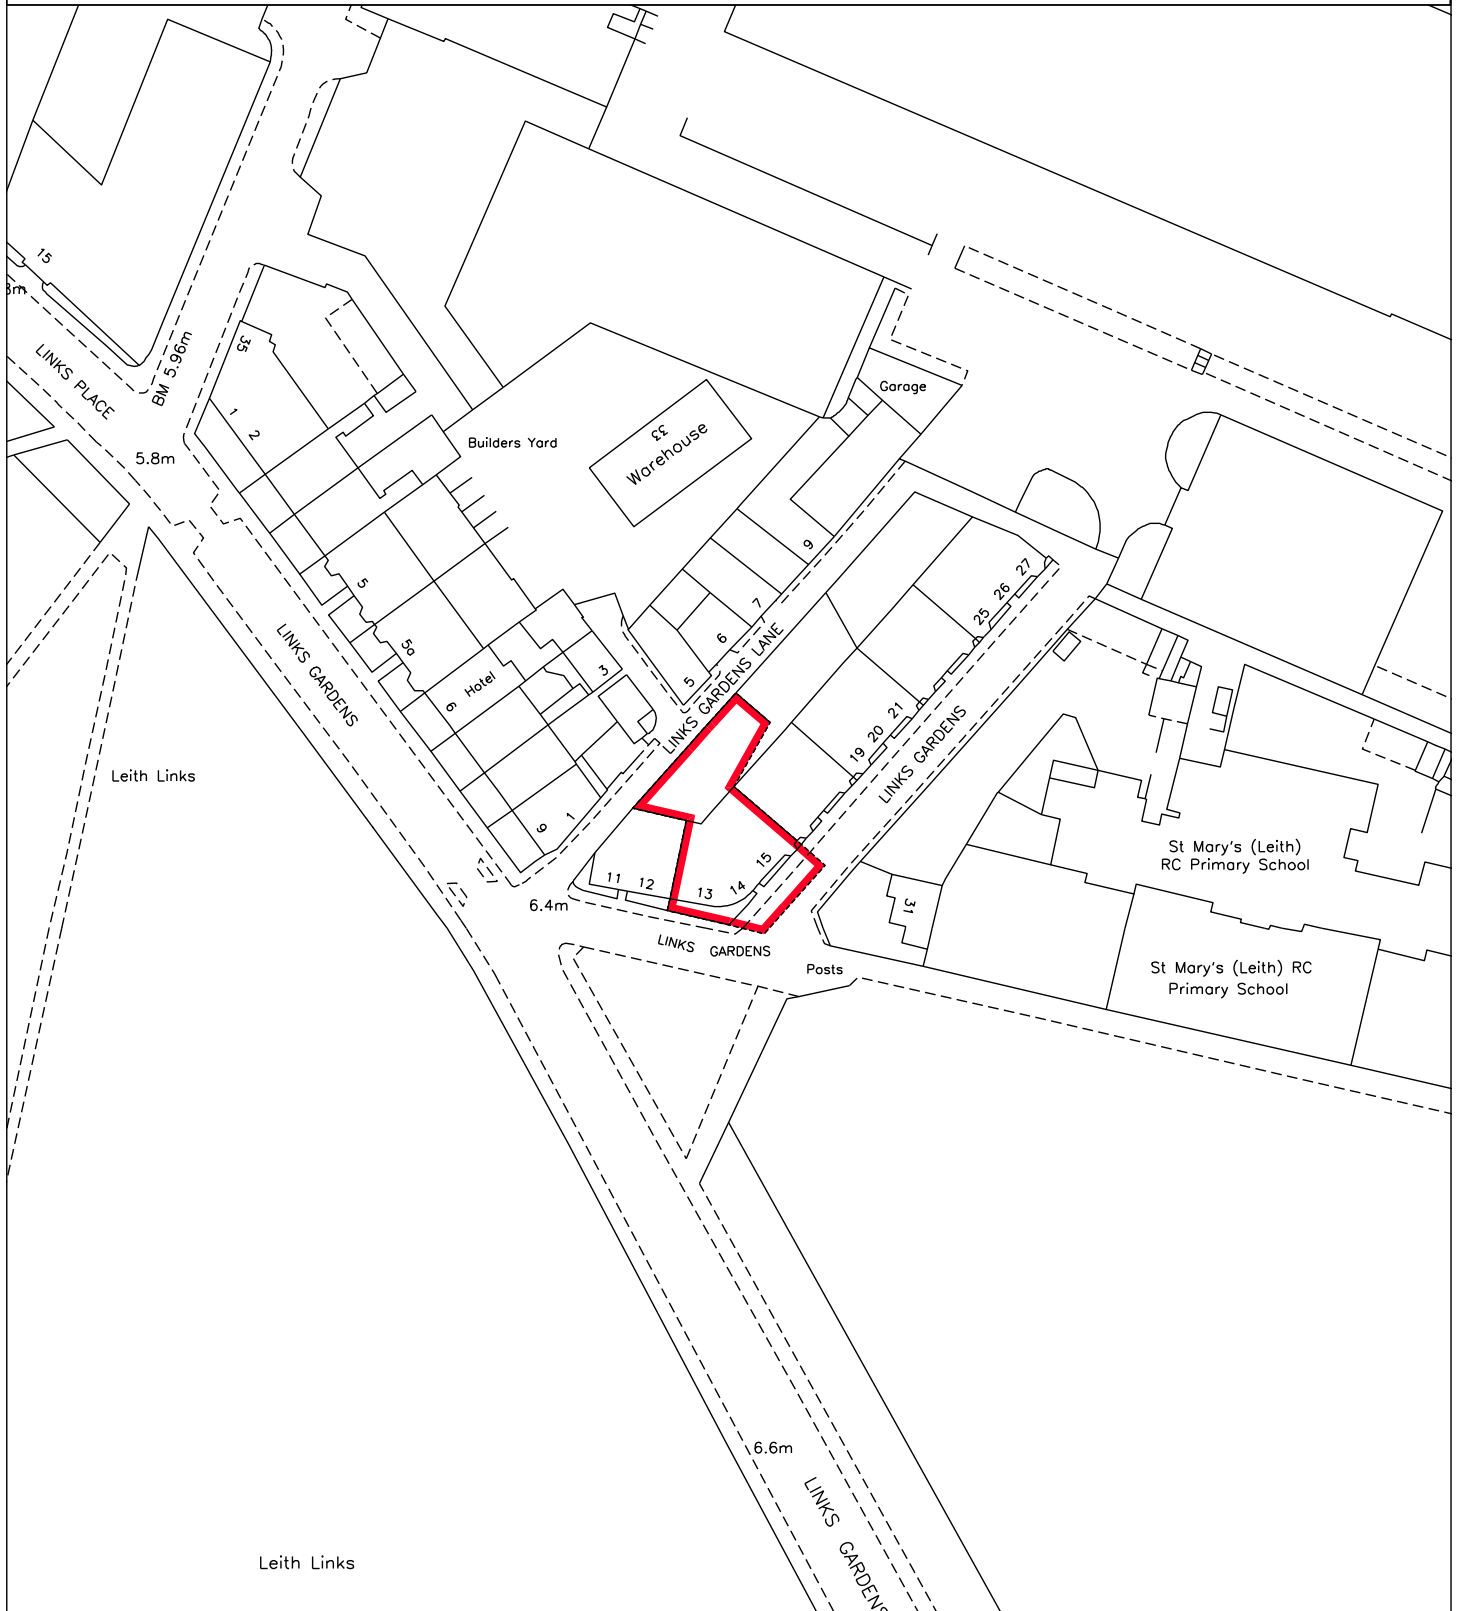 15
3m
LINKS PLACE
BM 5.96m
35
1
2
5.8m
Builders Yard
33
Warehouse
Garage
9
7
6
5
LINKS GARDENS LANE
5
5a
Hotel
6
3
LINKS GARDENS
9
1
27
26
25
21
20
19
LINKS GARDENS
15
14
13
12
11
6.4m
LINKS GARDENS
Posts
31
St Mary's (Leith)
RC Primary School
St Mary's (Leith) RC
Primary School
Leith Links
6.6m
LINKS GARDENS
Leith Links